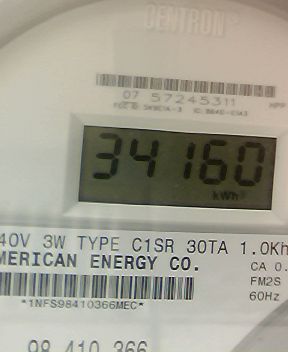 CENTRON®
07 57245311
34160
kWh
40V 3W TYPE C1SR 30TA 1.0Kh
MERICAN ENERGY CO.
CA 0.
FM2S
60Hz
*1NFS98410366MEC*
98 410 366